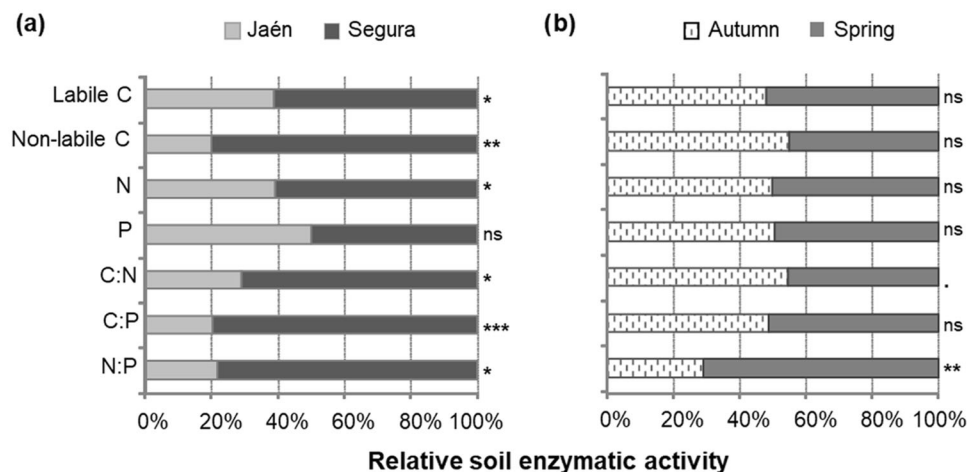 (a) Jaén Segura
Labile C *
Non-labile C **
N *
P ns
C:N *
C:P ***
N:P *
0% 20% 40% 60% 80% 100%
(b) Autumn Spring
ns
ns
ns
ns
.
ns
**
0% 20% 40% 60% 80% 100%
Relative soil enzymatic activity